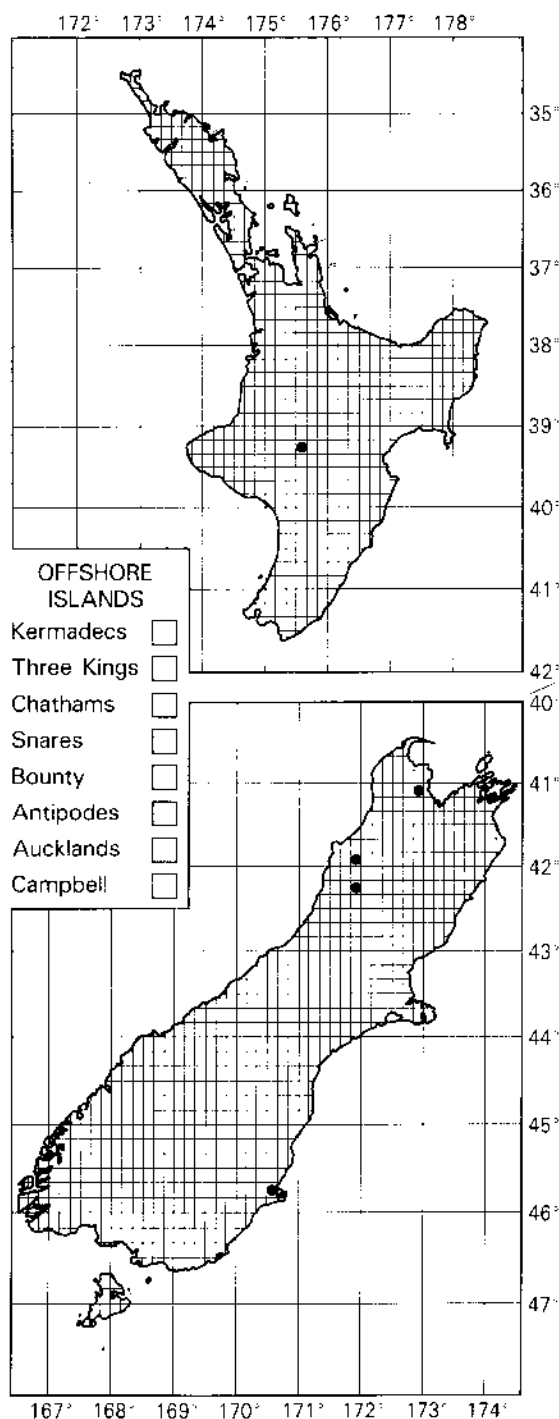 172° 173° 174° 175° 176° 177° 178°
35°
36°
37°
38°
39°
40°
41°
42°
OFFSHORE
ISLANDS
Kermadecs
Three Kings
Chathams
Snares
Bounty
Antipodes
Aucklands
Campbell
40°
41°
42°
43°
44°
45°
46°
47°
167° 168° 169° 170° 171° 172° 173° 174°